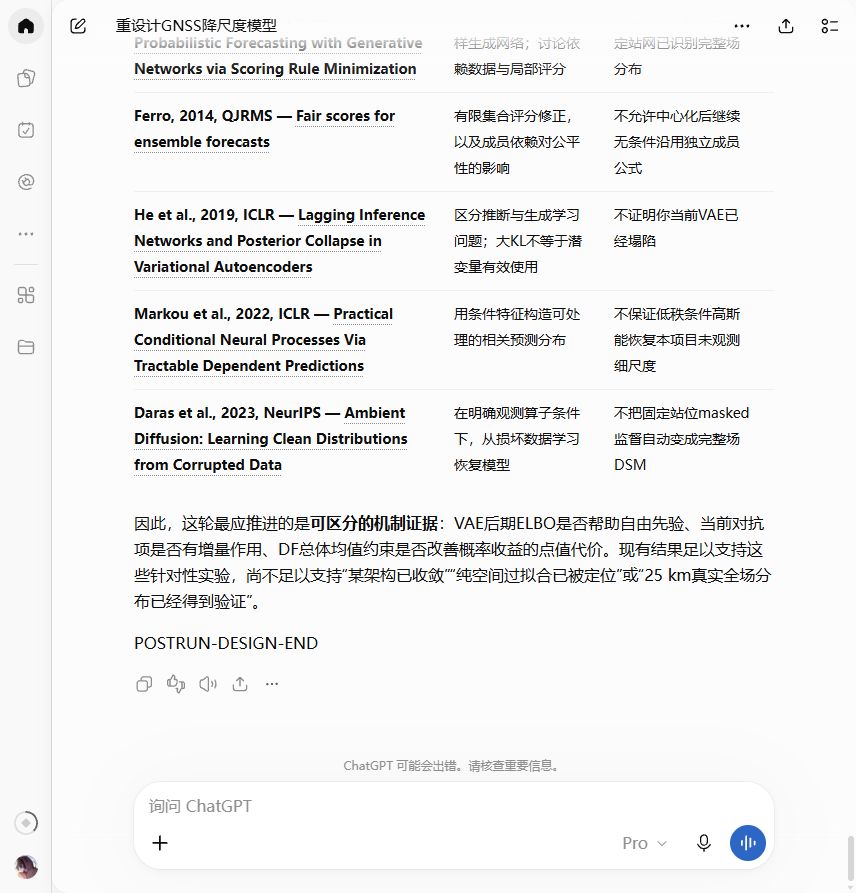 重设计GNSS降尺度模型
Probabilistic Forecasting with Generative
Networks via Scoring Rule Minimization
样生成网络；讨论依
赖数据与局部评分
定站网已识别完整场
分布
Ferro, 2014, QJRMS — Fair scores for
ensemble forecasts
有限集合评分修正，
以及成员依赖对公平
性的影响
不允许中心化后继续
无条件沿用独立成员
公式
He et al., 2019, ICLR — Lagging Inference
Networks and Posterior Collapse in
Variational Autoencoders
区分推断与生成学习
问题；大KL不等于潜
变量有效使用
不证明你当前VAE已
经塌陷
Markou et al., 2022, ICLR — Practical
Conditional Neural Processes Via
Tractable Dependent Predictions
用条件特征构造可处
理的相关预测分布
不保证低秩条件高斯
能恢复本项目未观测
细尺度
Daras et al., 2023, NeurIPS — Ambient
Diffusion: Learning Clean Distributions
from Corrupted Data
在明确观测算子条件
下，从损坏数据学习
恢复模型
不把固定站位masked
监督自动变成完整场
DSM
因此，这轮最应推进的是可区分的机制证据：VAE后期ELBO是否帮助自由先验、当前对抗
项是否有增量作用、DF总体均值约束是否改善概率收益的点值代价。现有结果足以支持这
些针对性实验，尚不足以支持“某架构已收敛”“纯空间过拟合已被定位”或“25 km真实全场分
布已经得到验证”。
POSTRUN-DESIGN-END
ChatGPT 可能会出错。请核查重要信息。
询问 ChatGPT
Pro